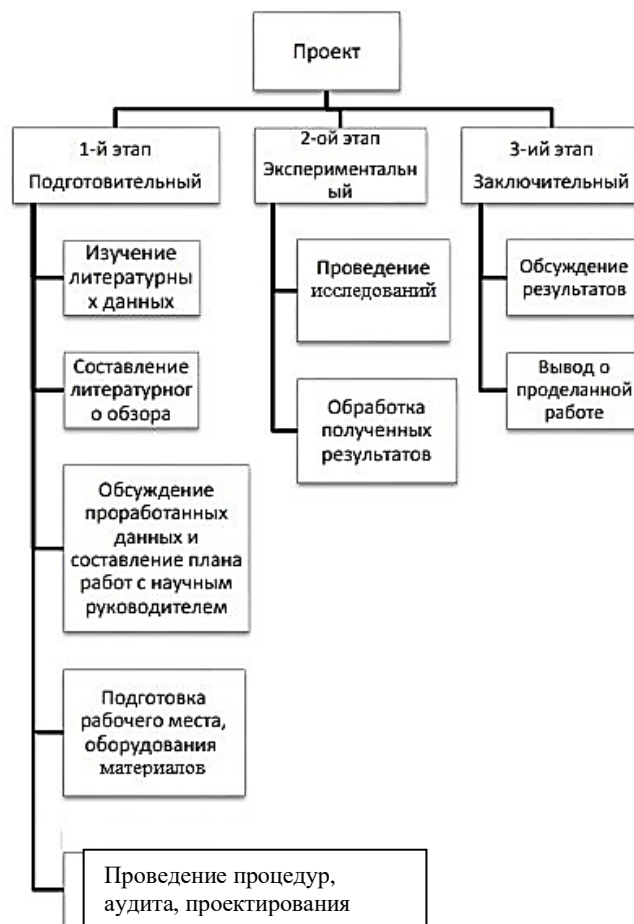 Проект
1-й этап
Подготовительный
Изучение
литературны
х данных
Составление
литературног
о обзора
Обсуждение
проработанных
данных и
составление плана
работ с научным
руководителем
Подготовка
рабочего места,
оборудования
материалов
Проведение процедур,
аудита, проектирования
2-ой этап
Экспериментальн
ый
Проведение
исследований
Обработка
полученных
результатов
3-ий этап
Заключительный
Обсуждение
результатов
Вывод о
проделанной
работе